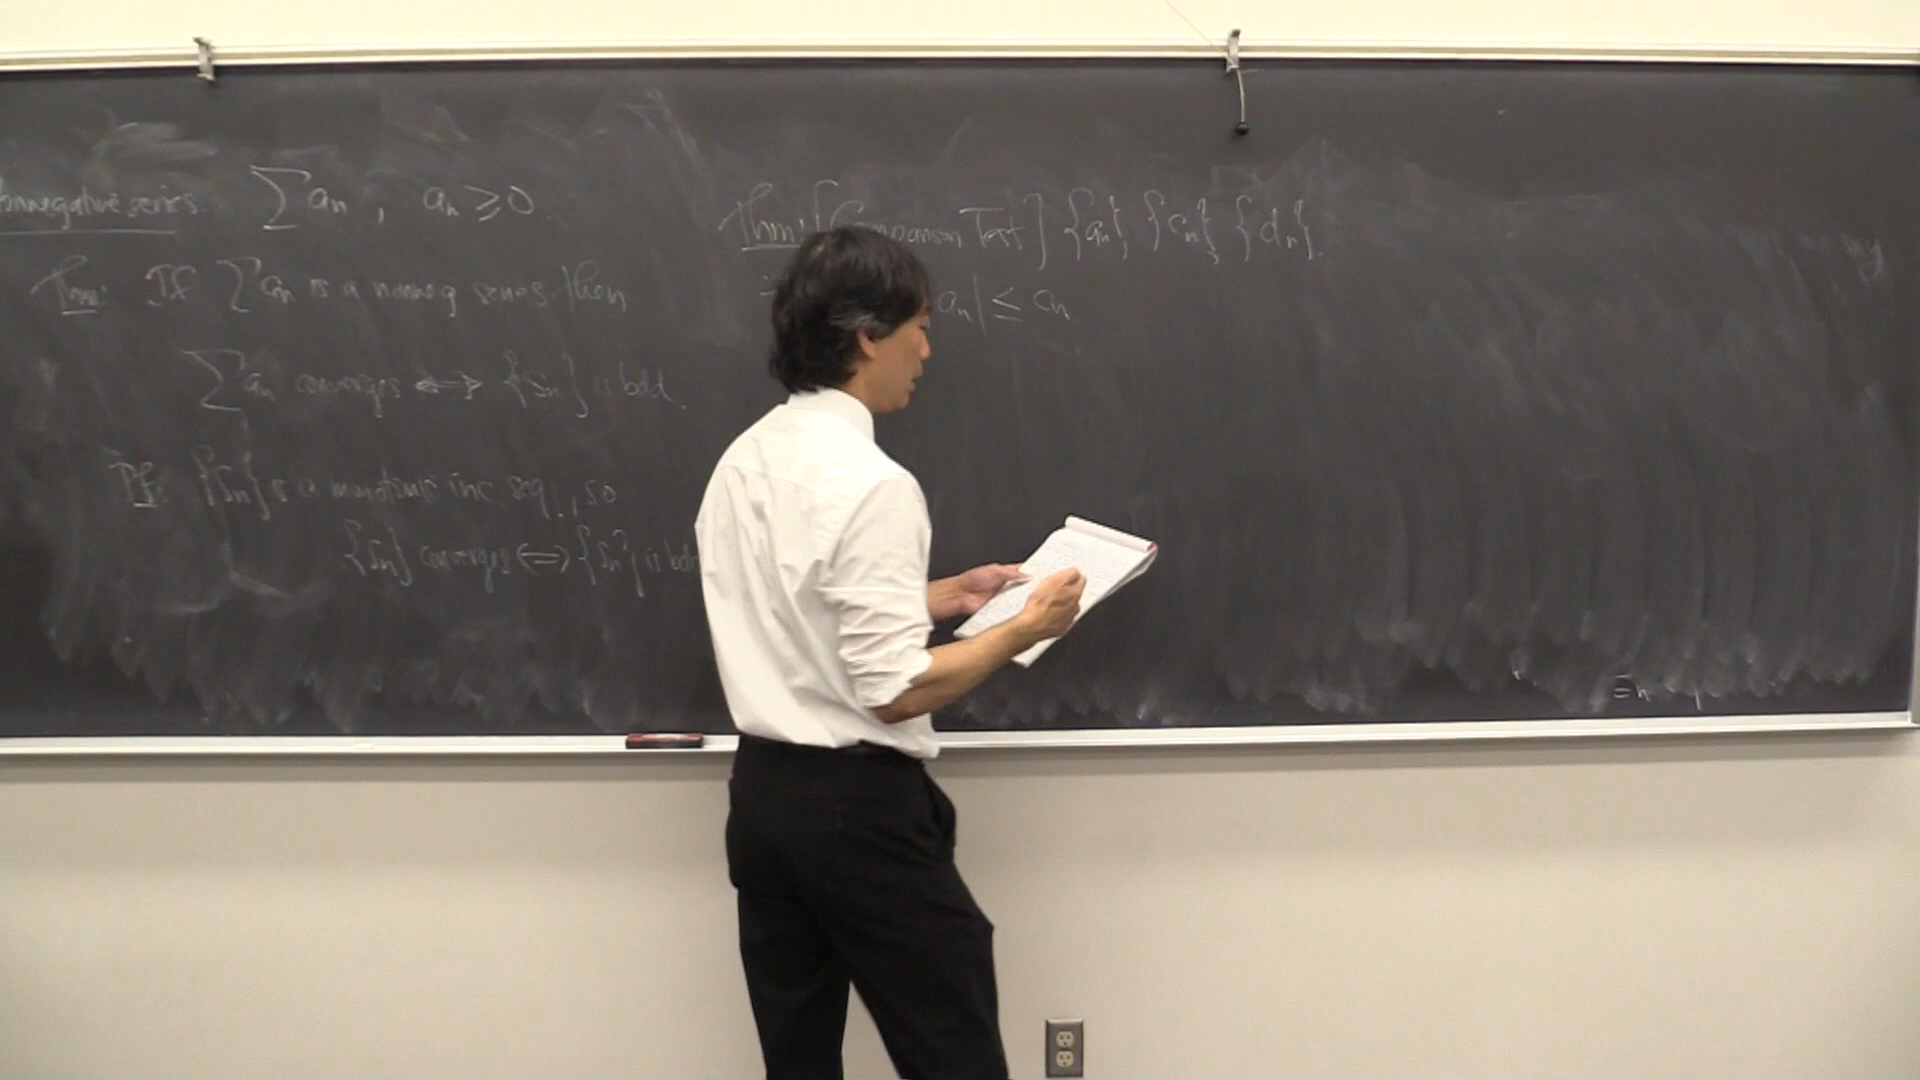 nonnegative series ∑ an , an ≥ 0
Thm: If ∑ an is a nonneg series then
∑ an converges ⟺ {Sn} is bdd.
Pf: {Sn} is a monotonic inc. seq., so
{Sn} converges ⟺ {Sn} is bdd
Thm: [Comparison Test] {an}, {cn} {dn}.
an| ≤ cn